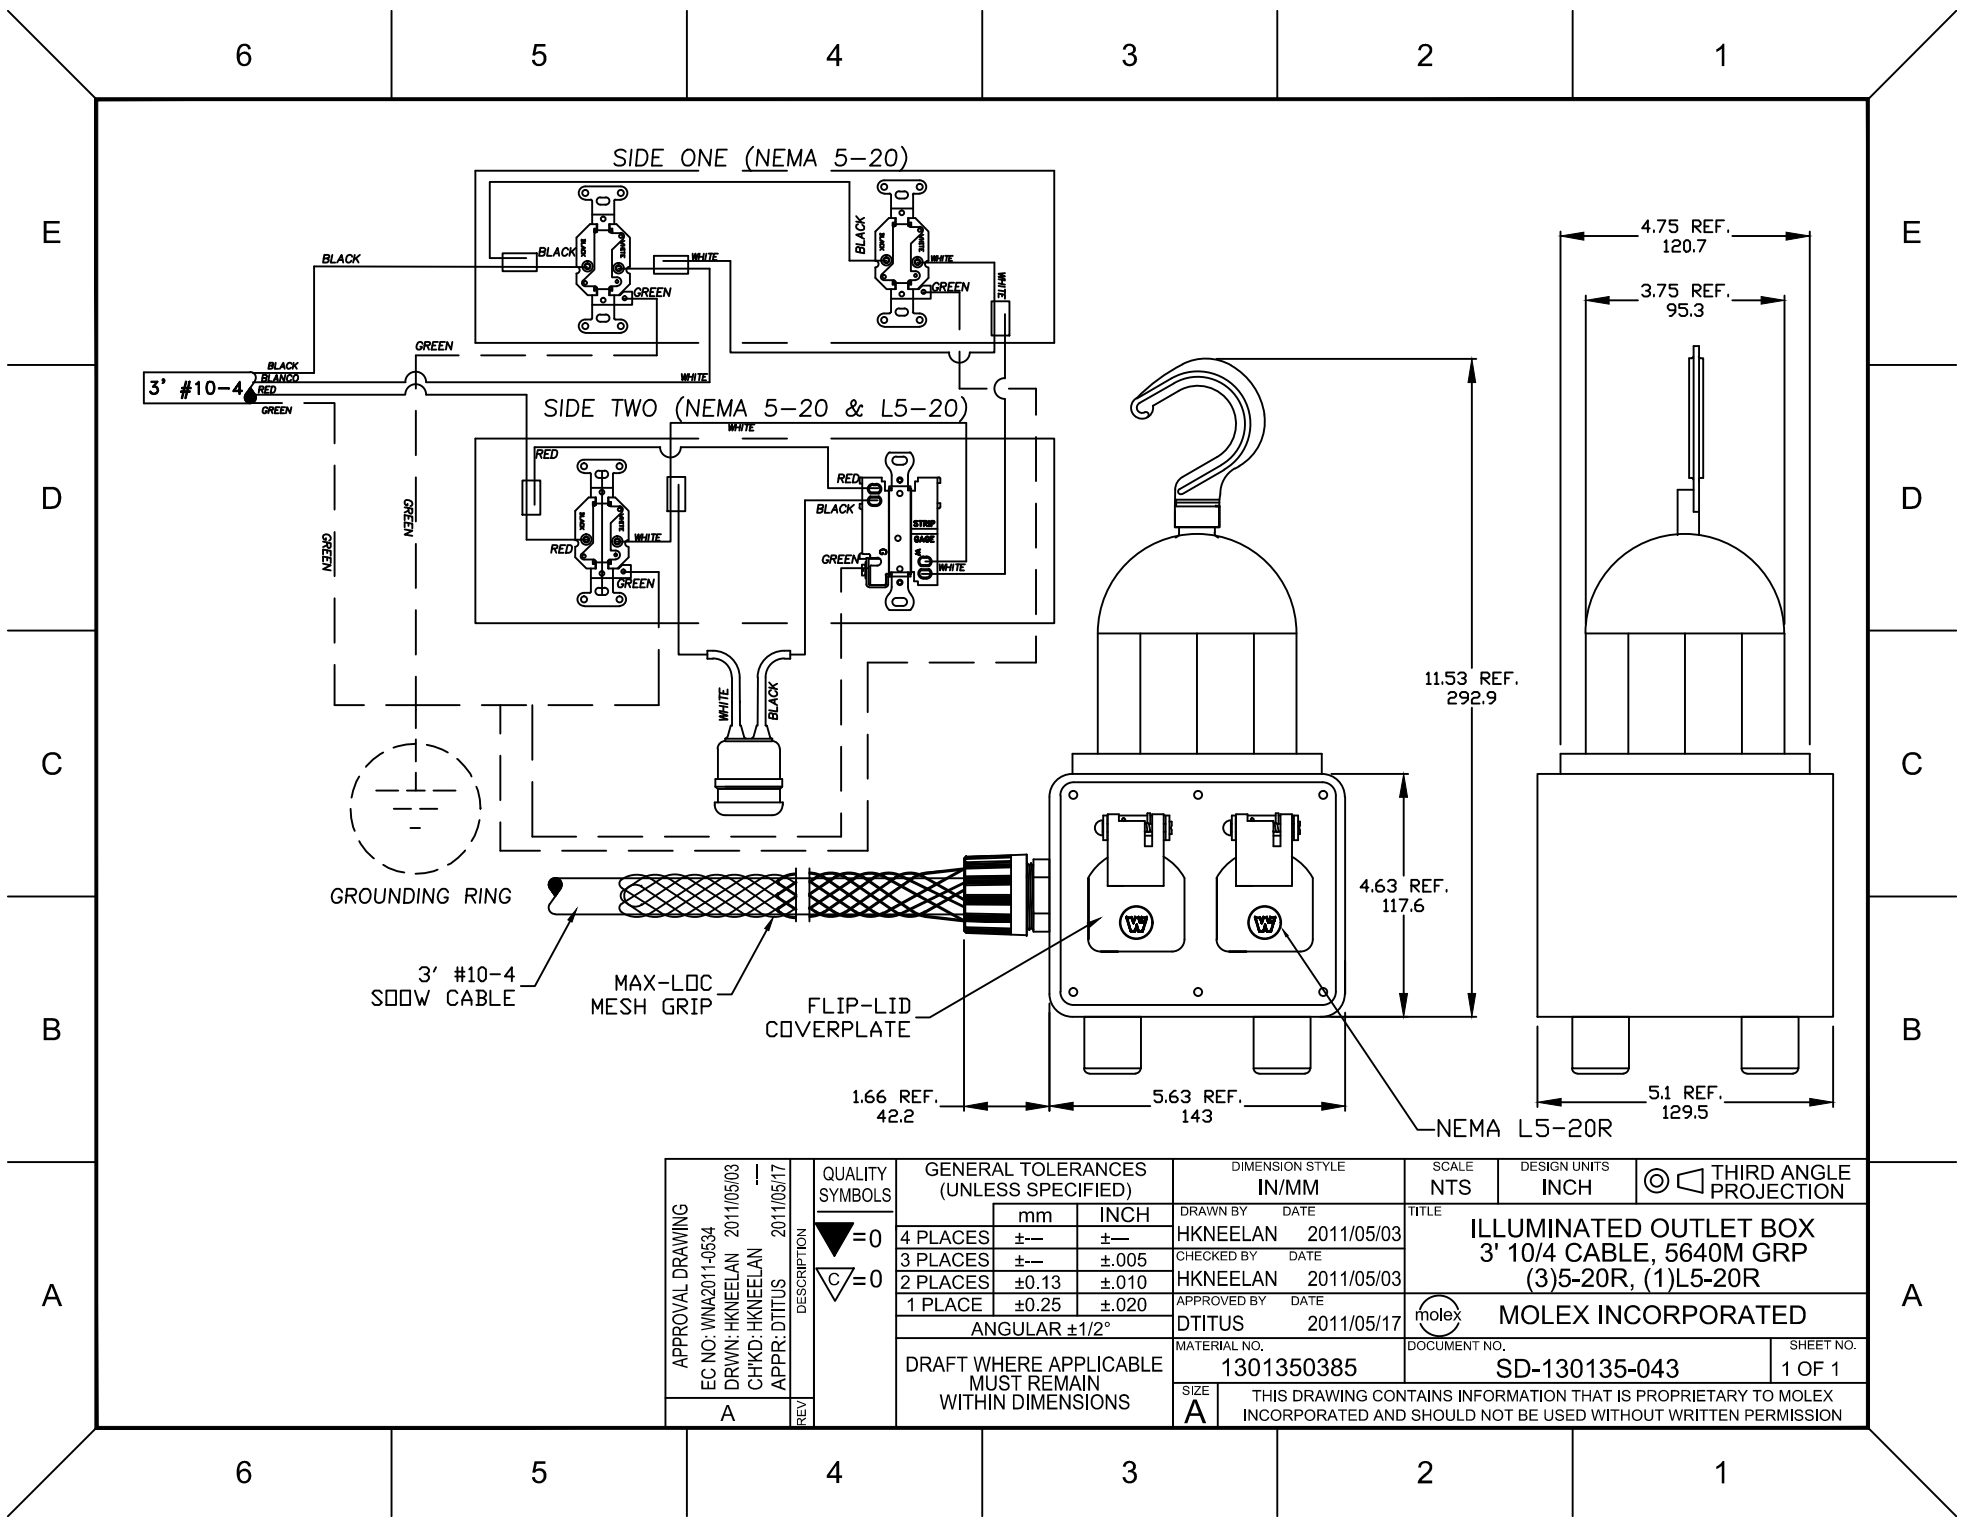 6 5 4 3 2 1
E
D
C
B
A
E
D
C
B
A
SIDE ONE (NEMA 5-20)
BLACK
BLACK
BLACK
WHITE
GREEN
BLACK
BLACK
WHITE
WHITE
WHITE
GREEN
WHITE
GREEN
3' #10-4
BLACK
BLANCO
RED
GREEN
WHITE
SIDE TWO (NEMA 5-20 & L5-20)
WHITE
RED
BLACK
WHITE
RED
WHITE
GREEN
RED
BLACK
GREEN
STRIP
GAGE
G
W
WHITE
GREEN
GREEN
WHITE
BLACK
GROUNDING RING
3' #10-4
SOOW CABLE
MAX-LOC
MESH GRIP
FLIP-LID
COVERPLATE
W
W
NEMA L5-20R
4.75 REF.
120.7
3.75 REF.
95.3
11.53 REF.
292.9
4.63 REF.
117.6
1.66 REF.
42.2
5.63 REF.
143
5.1 REF.
129.5
APPROVAL DRAWING
EC NO: WNA2011-0534
DRWN: HKNEELAN 2011/05/03
CH'KD: HKNEELAN ---
APPR: DTITUS 2011/05/17
DESCRIPTION
A
REV
QUALITY
SYMBOLS
=0
C =0
GENERAL TOLERANCES
(UNLESS SPECIFIED)
mm INCH
4 PLACES ±--- ±---
3 PLACES ±--- ±.005
2 PLACES ±0.13 ±.010
1 PLACE ±0.25 ±.020
ANGULAR ±1/2°
DRAFT WHERE APPLICABLE
MUST REMAIN
WITHIN DIMENSIONS
DIMENSION STYLE
IN/MM
SCALE
NTS
DESIGN UNITS
INCH
THIRD ANGLE
PROJECTION
DRAWN BY DATE
HKNEELAN 2011/05/03
CHECKED BY DATE
HKNEELAN 2011/05/03
APPROVED BY DATE
DTITUS 2011/05/17
TITLE
ILLUMINATED OUTLET BOX
3' 10/4 CABLE, 5640M GRP
(3)5-20R, (1)L5-20R
molex MOLEX INCORPORATED
MATERIAL NO.
1301350385
DOCUMENT NO.
SD-130135-043
SHEET NO.
1 OF 1
SIZE
A
THIS DRAWING CONTAINS INFORMATION THAT IS PROPRIETARY TO MOLEX
INCORPORATED AND SHOULD NOT BE USED WITHOUT WRITTEN PERMISSION
6 5 4 3 2 1